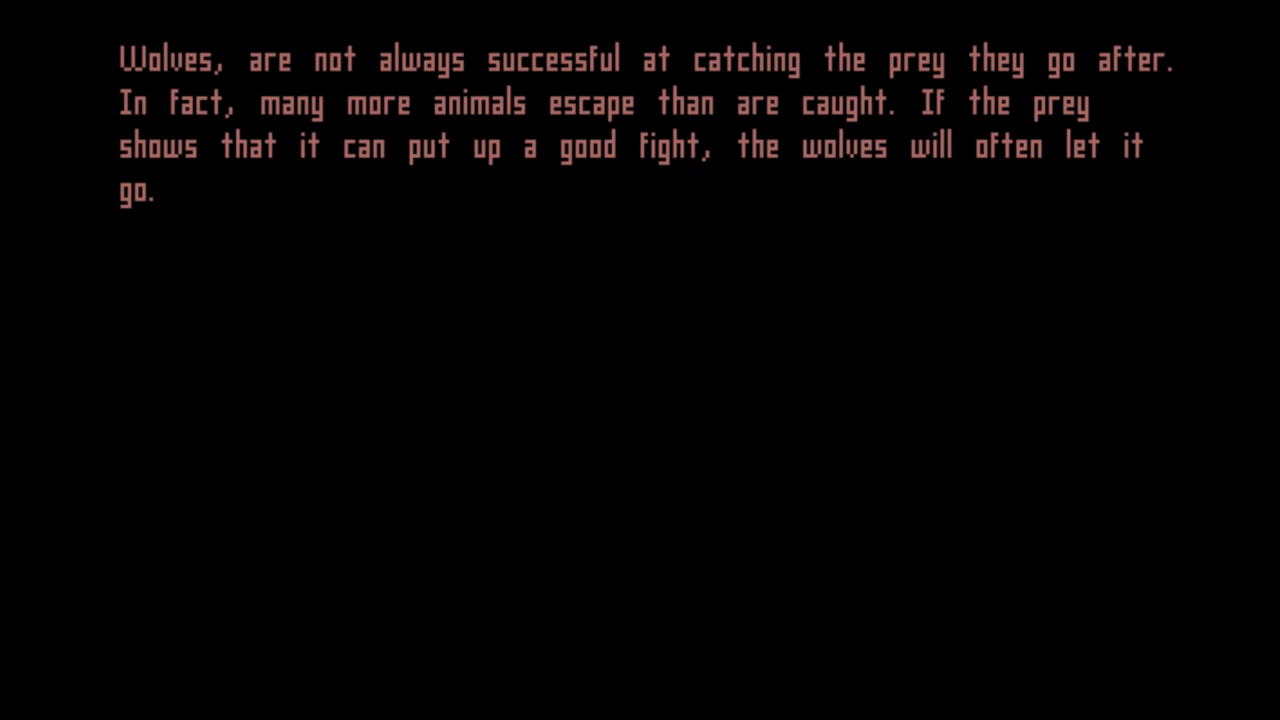 Wolves, are not always successful at catching the prey they go after.
In fact, many more animals escape than are caught. If the prey
shows that it can put up a good fight, the wolves will often let it
go.